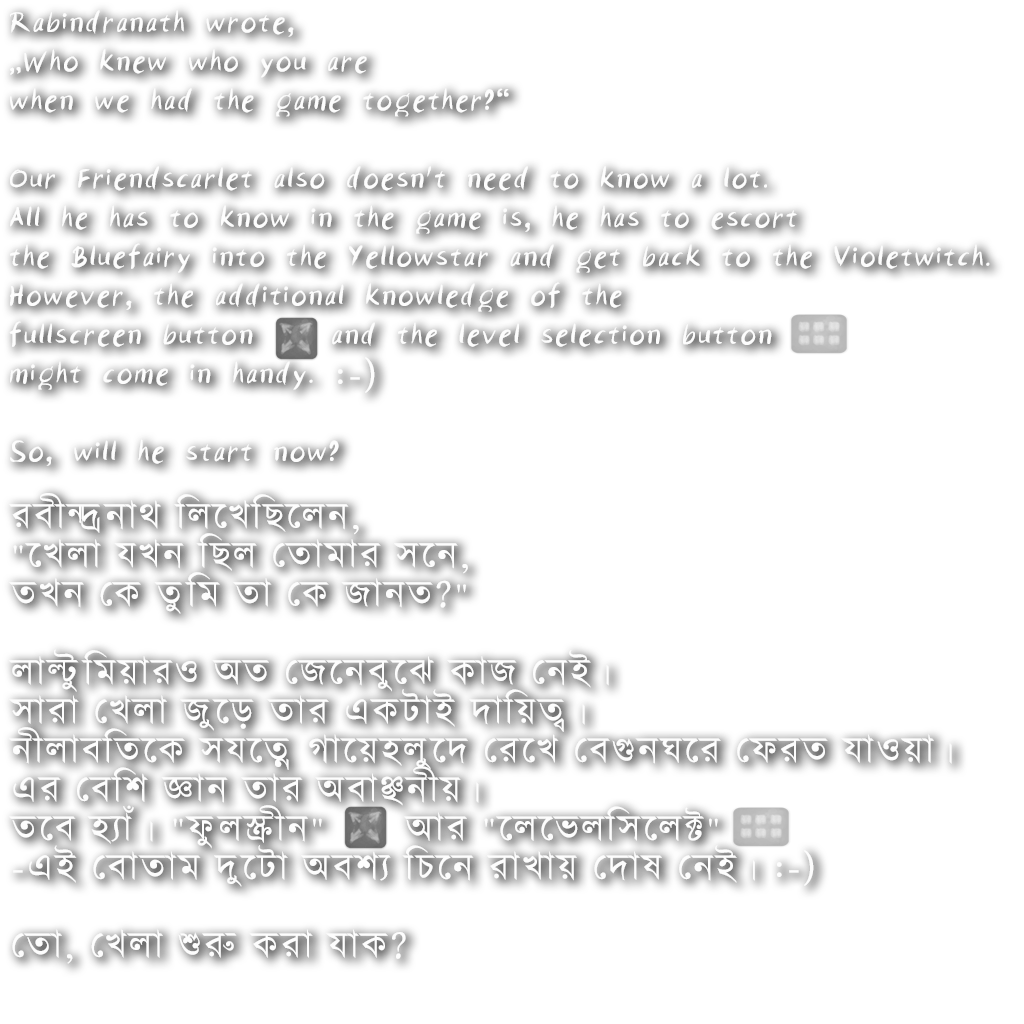 Rabindranath wrote,
„Who knew who you are
when we had the game together?“
Our Friendscarlet also doesn't need to know a lot.
All he has to know in the game is, he has to escort
the Bluefairy into the Yellowstar and get back to the Violetwitch.
However, the additional knowledge of the
fullscreen button and the level selection button
might come in handy. :-)
So, will he start now?
রবীন্দ্রনাথ লিখেছিলেন,
"খেলা যখন ছিল তোমার সনে,
তখন কে তুমি তা কে জানত?"
লাল্টুমিয়ারও অত জেনেবুঝে কাজ নেই।
সারা খেলা জুড়ে তার একটাই দায়িত্ব।
নীলাবতিকে সযত্নে গায়েহলুদে রেখে বেগুনঘরে ফেরত যাওয়া।
এর বেশি জ্ঞান তার অবাঞ্ছনীয়।
তবে হ্যাঁ। "ফুলস্ক্রীন" আর "লেভেলসিলেক্ট"
-এই বোতাম দুটো অবশ্য চিনে রাখায় দোষ নেই। :-)
তো, খেলা শুরু করা যাক?